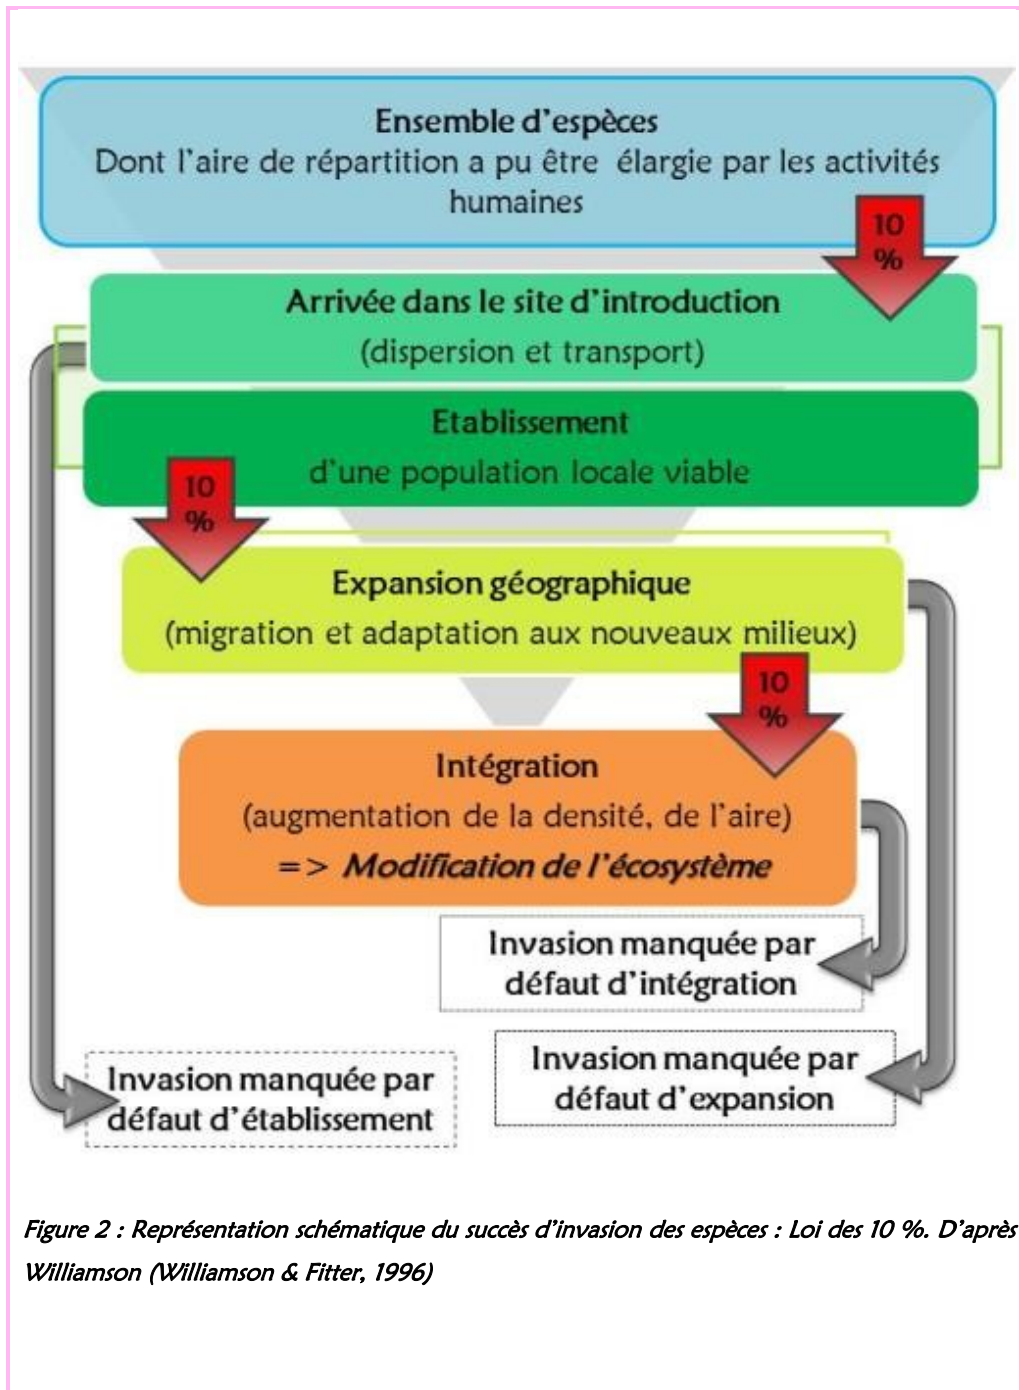 Ensemble d'espèces
Dont l'aire de répartition a pu être élargie par les activités
humaines
10
%
Arrivée dans le site d'introduction
(dispersion et transport)
Etablissement
d'une population locale viable
10
%
Expansion géographique
(migration et adaptation aux nouveaux milieux)
10
%
Intégration
(augmentation de la densité, de l'aire)
=> Modification de l'écosystème
Invasion manquée par
défaut d'intégration
Invasion manquée par
défaut d'expansion
Invasion manquée par
défaut d'établissement
Figure 2 : Représentation schématique du succès d'invasion des espèces : Loi des 10 %. D'après
Williamson (Williamson & Fitter, 1996)